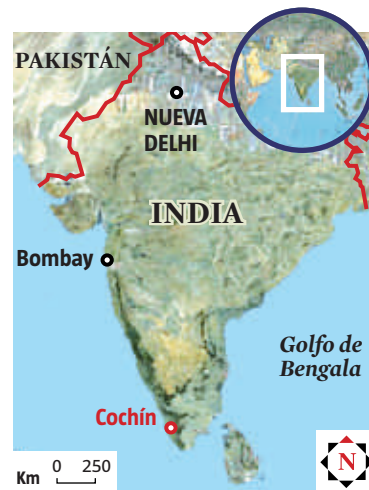 PAKISTÁN
NUEVA
DELHI
INDIA
Bombay
Golfo de
Bengala
Cochín
Km 0 250
N